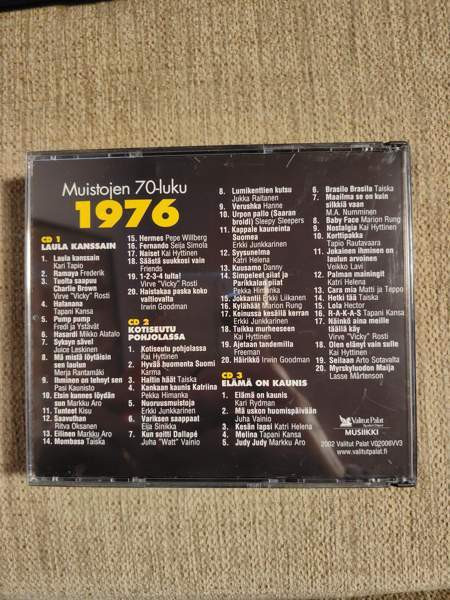 Muistojen 70-luku
1976
CD 1
LAULA KANSSAIN
1. Laula kanssain
Kari Tapio
2. Ramaya Frederik
3. Tuolta saapuu
Charlie Brown
Virve "Vicky" Rosti
4. Hefanana
Tapani Kansa
5. Pump pump
Fredi ja Ystävät
6. Hasardi Mikko Alatalo
7. Syksyn sävel
Juice Leskinen
8. Mä mistä löytäisin
sen laulun
Merja Rantamäki
9. Ihminen on tehnyt sen
Pasi Kaunisto
10. Etsin kunnes löydän
sun Markku Aro
11. Tunteet Kisu
12. Saavuthan
Ritva Oksanen
13. Eilinen Markku Aro
14. Mombasa Taiska
15. Hermes Pepe Willberg
16. Fernando Seija Simola
17. Naiset Kai Hyttinen
18. Säästä suukkosi vain
Friends
19. 1-2-3-4 tulta!
Virve "Vicky" Rosti
20. Haistakaa paska koko
valtiovalta
Irwin Goodman
CD 2
KOTISEUTU
POHJOLASSA
1. Kotiseutu pohjolassa
Kai Hyttinen
2. Hyvää huomenta Suomi
Karma
3. Haltin häät Taiska
4. Kankaan kaunis Katriina
Pekka Himanka
5. Nuoruusmuistoja
Erkki Junkkarinen
6. Variksen saappaat
Eija Sinikka
7. Kun soitti Dallapé
Juha "Watt" Vainio
8. Lumikenttien kutsu
Jukka Raitanen
9. Verushka Hanne
10. Urpon pallo (Saaran
broidi) Sleepy Sleepers
11. Kappale kauneinta
Suomea
Erkki Junkkarinen
12. Syysunelma
Katri Helena
13. Kuusamo Danny
14. Simpeleet silat ja
Parikkalan pilat
Pekka Himanka
15. Jokkantii Erkki Liikanen
16. Kylähäät Marion Rung
17. Keinussa kesällä kerran
Erkki Junkkarinen
18. Tuikku murheeseen
Kai Hyttinen
19. Ajetaan tandemilla
Freeman
20. Häirikkö Irwin Goodman
CD 3
ELÄMÄ ON KAUNIS
1. Elämä on kaunis
Kari Rydman
2. Mä uskon huomispäivään
Juha Vainio
3. Kesän lapsi Katri Helena
4. Melina Tapani Kansa
5. Judy Judy Markku Aro
6. Brasilo Brasila Taiska
7. Maailma se on kuin
silkkiä vaan
M.A. Numminen
8. Baby Face Marion Rung
9. Nostalgia Kai Hyttinen
10. Korttipakka
Tapio Rautavaara
11. Jokainen ihminen on
laulun arvoinen
Veikko Lavi
12. Palman mainingit
Katri Helena
13. Cara mia Matti ja Teppo
14. Hetki tää Taiska
15. Lola Hector
16. R-A-K-A-S Tapani Kansa
17. Näinkö aina meille
täällä käy
Virve "Vicky" Rosti
18. Olen elänyt vain sulle
Kai Hyttinen
19. Seilaan Arto Sotavalta
20. Myrskyluodon Maija
Lasse Mårtenson
Valitut Palat
MUSIIKKI
2002 Valitut Palat VD2006VV3
www.valitutpalat.fi